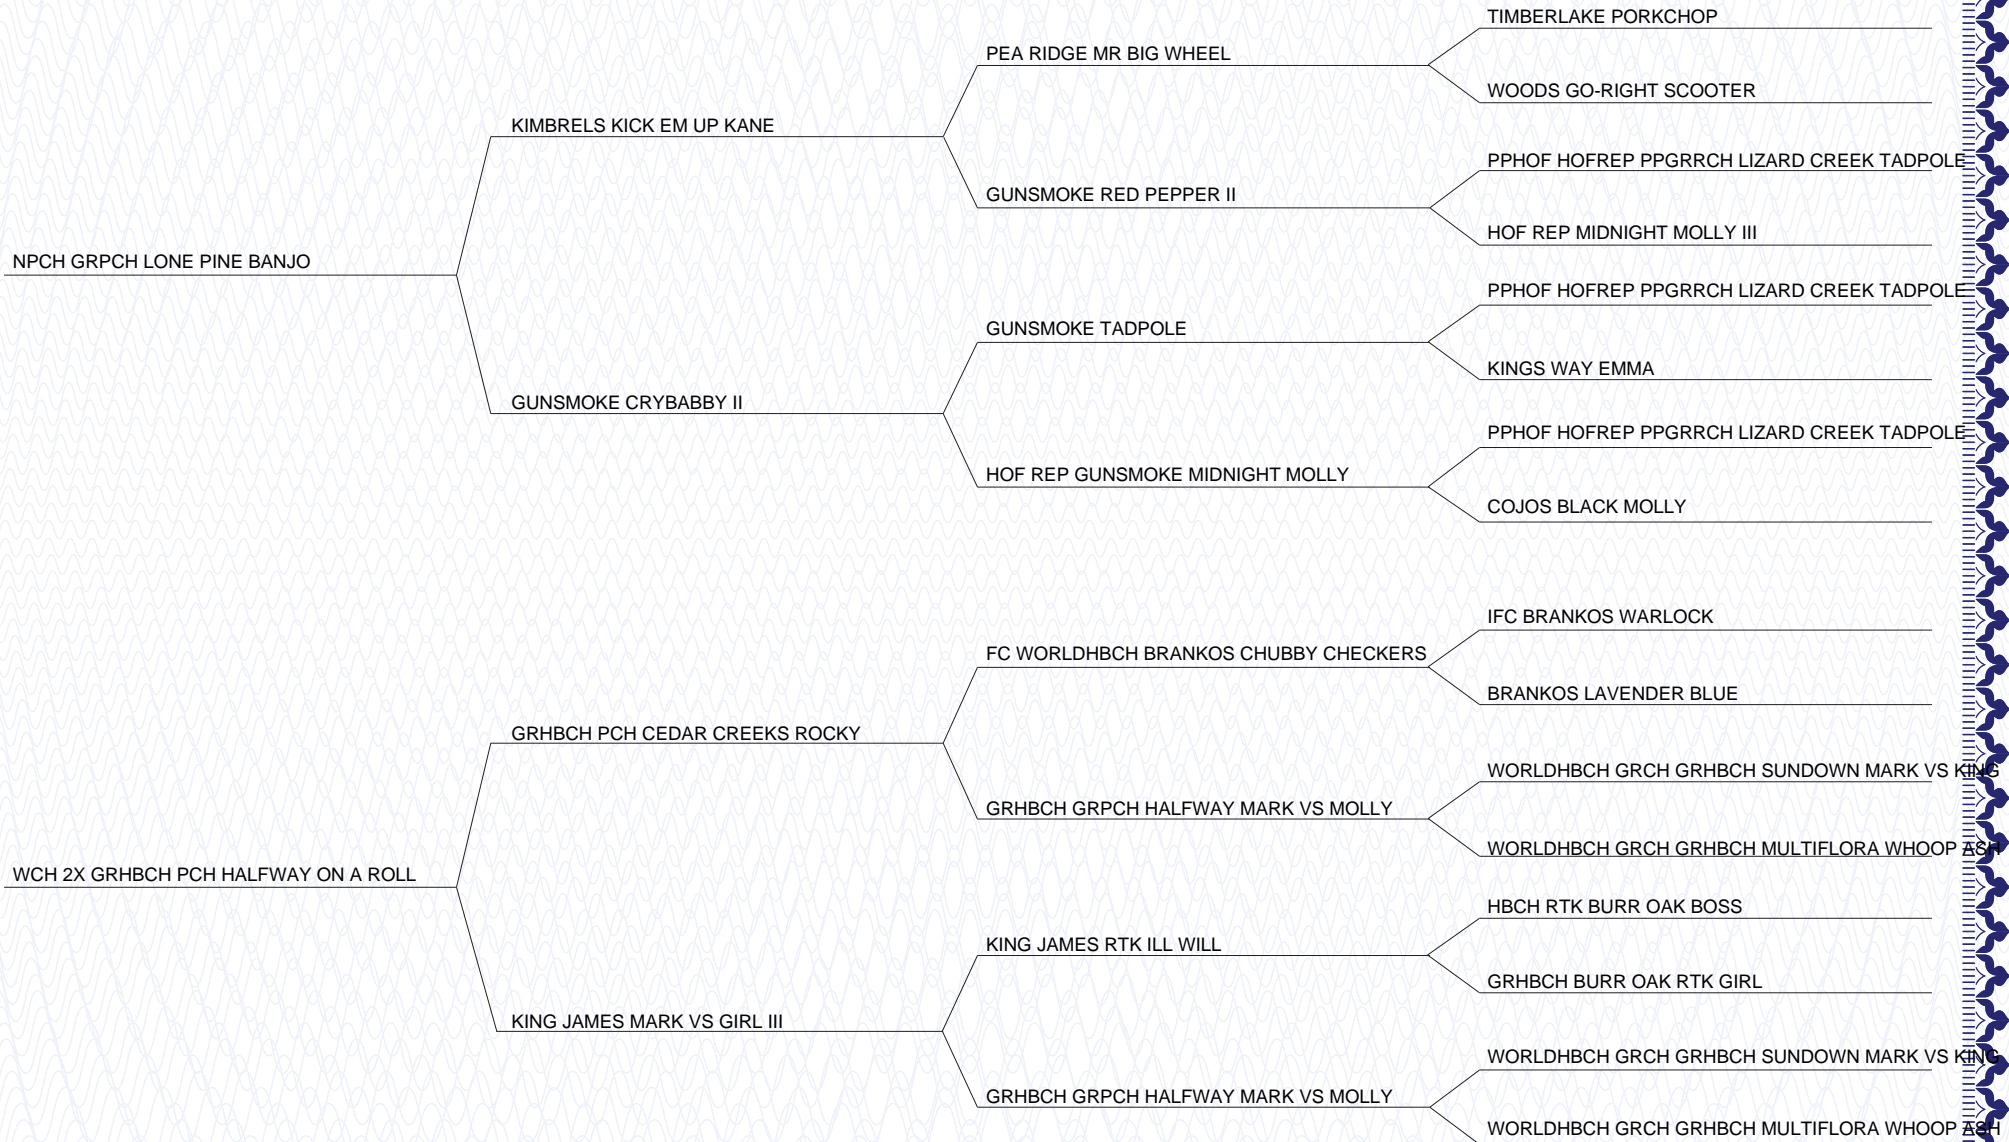 TIMBERLAKE PORKCHOP
PEA RIDGE MR BIG WHEEL
WOODS GO-RIGHT SCOOTER
KIMBRELS KICK EM UP KANE
PPHOF HOFREP PPGRRCH LIZARD CREEK TADPOLE
GUNSMOKE RED PEPPER II
HOF REP MIDNIGHT MOLLY III
NPCH GRPCH LONE PINE BANJO
PPHOF HOFREP PPGRRCH LIZARD CREEK TADPOLE
GUNSMOKE TADPOLE
KINGS WAY EMMA
GUNSMOKE CRYBABBY II
PPHOF HOFREP PPGRRCH LIZARD CREEK TADPOLE
HOF REP GUNSMOKE MIDNIGHT MOLLY
COJOS BLACK MOLLY
IFC BRANKOS WARLOCK
FC WORLDHBCH BRANKOS CHUBBY CHECKERS
BRANKOS LAVENDER BLUE
GRHBCH PCH CEDAR CREEKS ROCKY
WORLDHBCH GRCH GRHBCH SUNDOWN MARK VS KING
GRHBCH GRPCH HALFWAY MARK VS MOLLY
WORLDHBCH GRCH GRHBCH MULTIFLORA WHOOP ASH
WCH 2X GRHBCH PCH HALFWAY ON A ROLL
HBCH RTK BURR OAK BOSS
KING JAMES RTK ILL WILL
GRHBCH BURR OAK RTK GIRL
KING JAMES MARK VS GIRL III
WORLDHBCH GRCH GRHBCH SUNDOWN MARK VS KING
GRHBCH GRPCH HALFWAY MARK VS MOLLY
WORLDHBCH GRCH GRHBCH MULTIFLORA WHOOP ASH